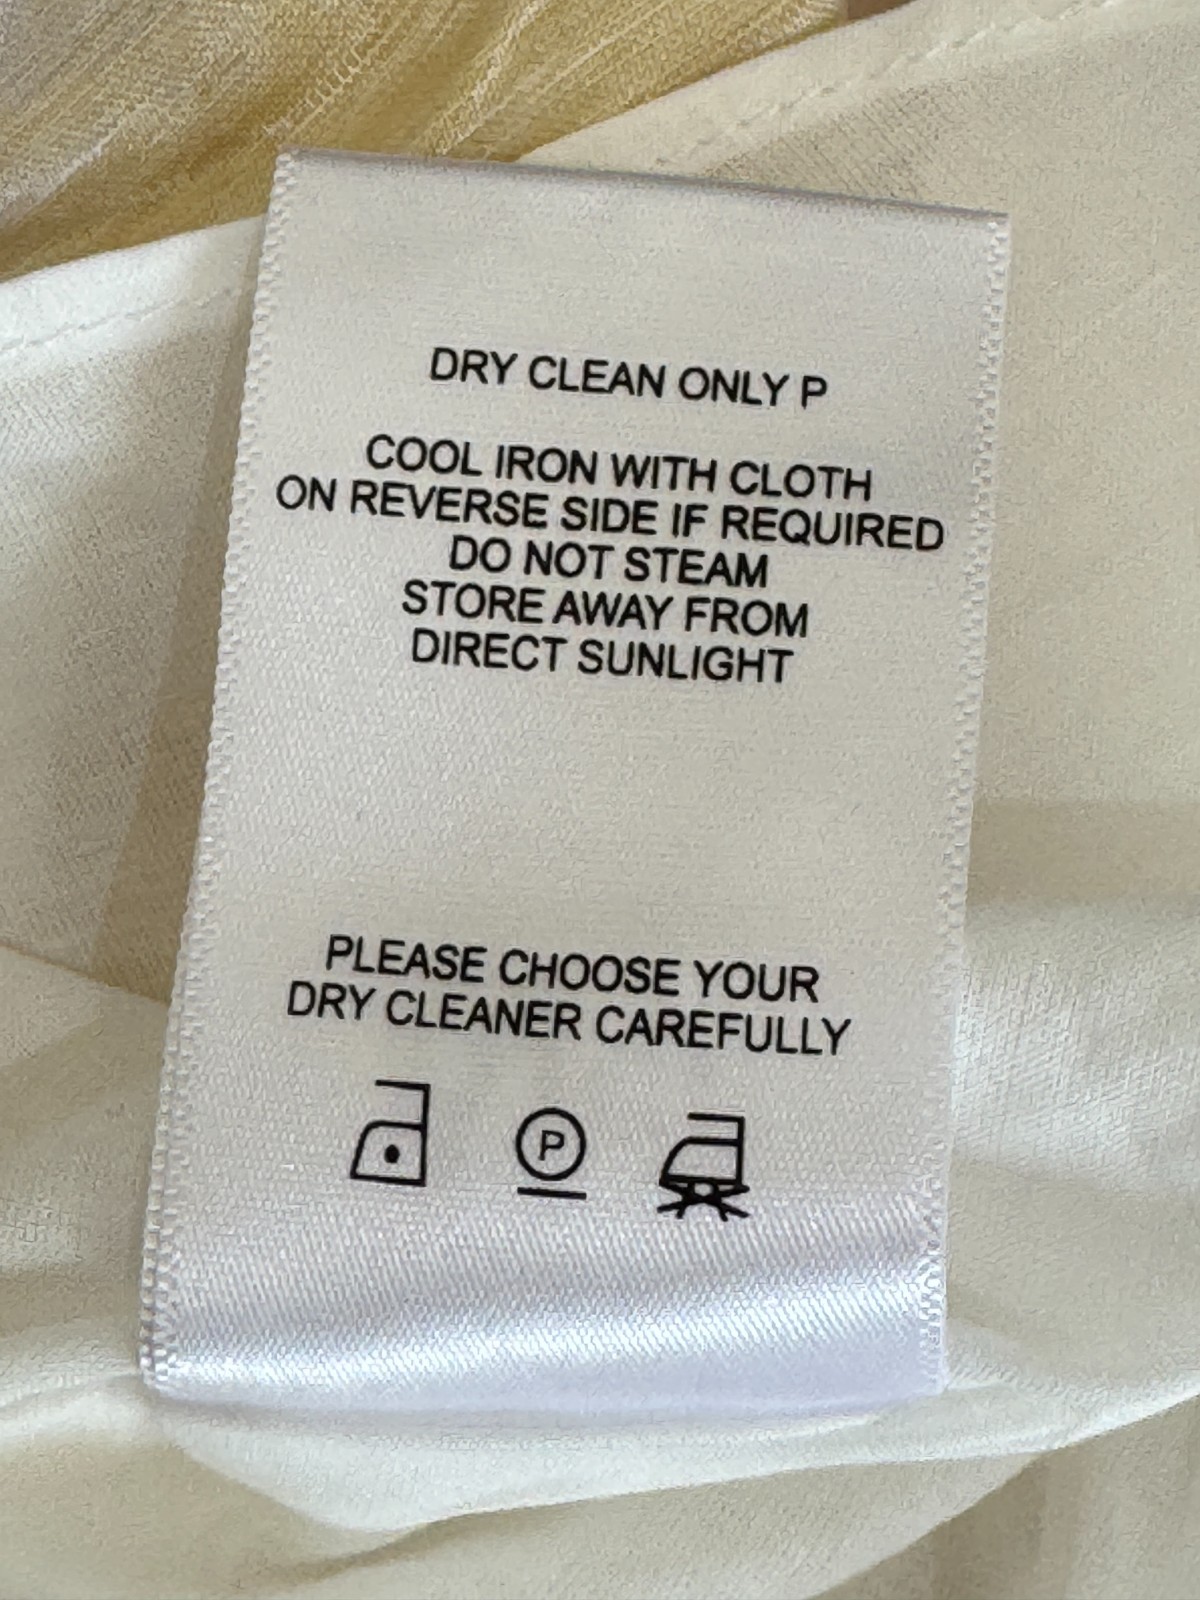 DRY CLEAN ONLY P
COOL IRON WITH CLOTH
ON REVERSE SIDE IF REQUIRED
DO NOT STEAM
STORE AWAY FROM
DIRECT SUNLIGHT
PLEASE CHOOSE YOUR
DRY CLEANER CAREFULLY
P